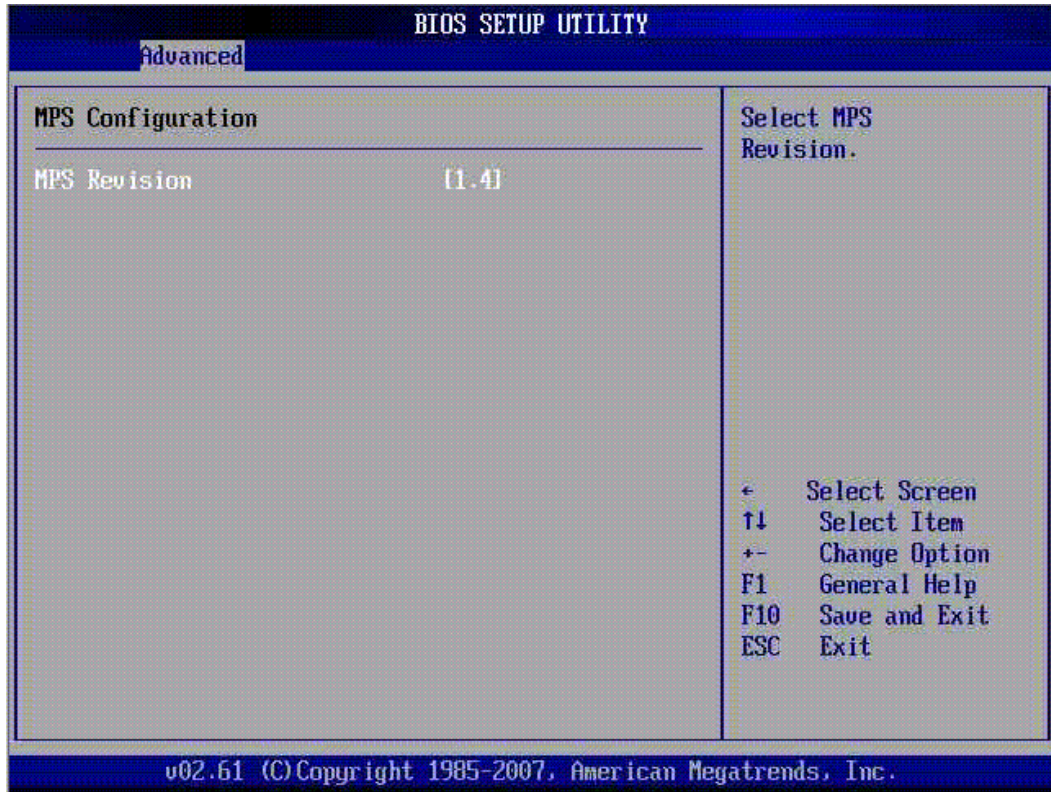 BIOS SETUP UTILITY
Advanced
MPS Configuration
MPS Revision [1.4]
Select MPS
Revision.
← Select Screen
↑↓ Select Item
+- Change Option
F1 General Help
F10 Save and Exit
ESC Exit
v02.61 (C)Copyright 1985-2007, American Megatrends, Inc.